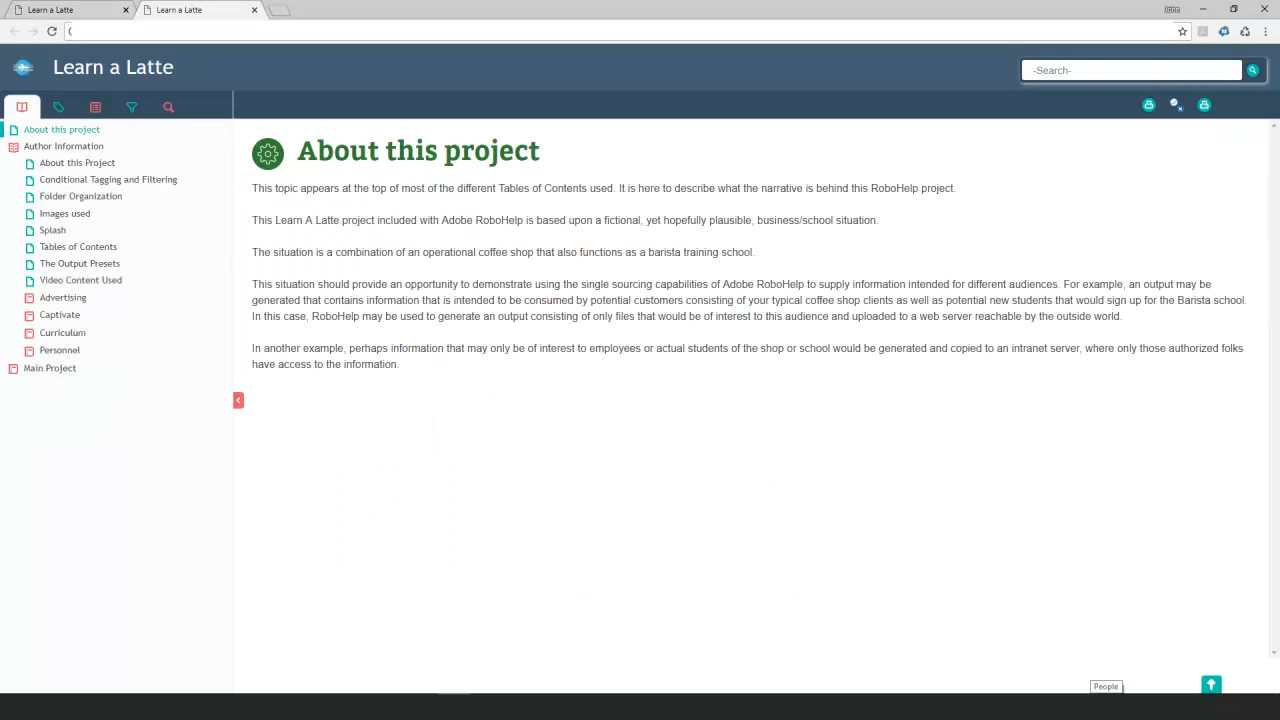 Learn a Latte
Learn a Latte
John
(
Learn a Latte
-Search-
About this project
Author Information
About this Project
Conditional Tagging and Filtering
Folder Organization
Images used
Splash
Tables of Contents
The Output Presets
Video Content Used
Advertising
Captivate
Curriculum
Personnel
Main Project
About this project
This topic appears at the top of most of the different Tables of Contents used. It is here to describe what the narrative is behind this RoboHelp project.
This Learn A Latte project included with Adobe RoboHelp is based upon a fictional, yet hopefully plausible, business/school situation.
The situation is a combination of an operational coffee shop that also functions as a barista training school.
This situation should provide an opportunity to demonstrate using the single sourcing capabilities of Adobe RoboHelp to supply information intended for different audiences. For example, an output may be
generated that contains information that is intended to be consumed by potential customers consisting of your typical coffee shop clients as well as potential new students that would sign up for the Barista school.
In this case, RoboHelp may be used to generate an output consisting of only files that would be of interest to this audience and uploaded to a web server reachable by the outside world.
In another example, perhaps information that may only be of interest to employees or actual students of the shop or school would be generated and copied to an intranet server, where only those authorized folks
have access to the information.
People